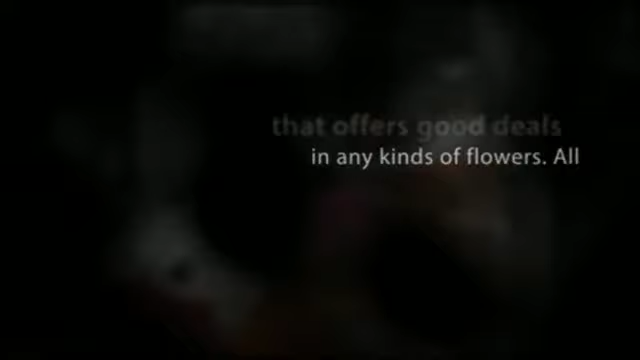 that offers good deals
in any kinds of flowers. All